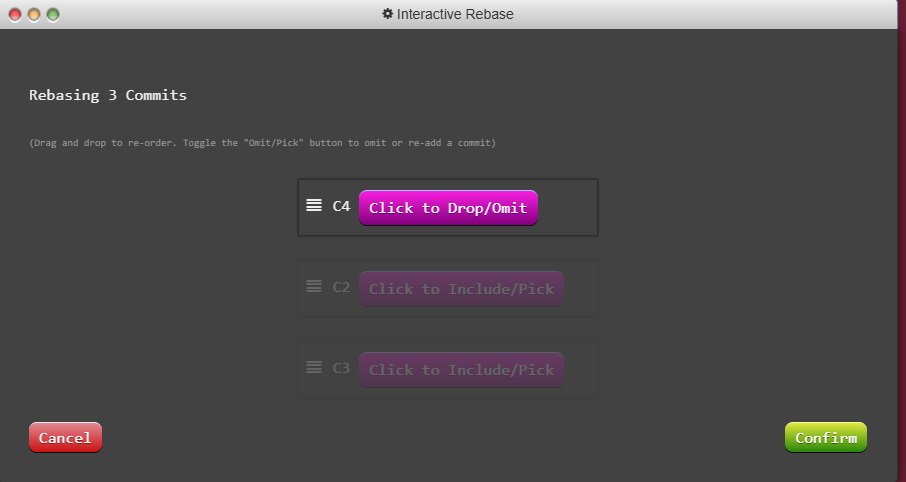 Interactive Rebase
Rebasing 3 Commits
(Drag and drop to re-order. Toggle the "Omit/Pick" button to omit or re-add a commit)
C4 Click to Drop/Omit
C2 Click to Include/Pick
C3 Click to Include/Pick
Cancel Confirm